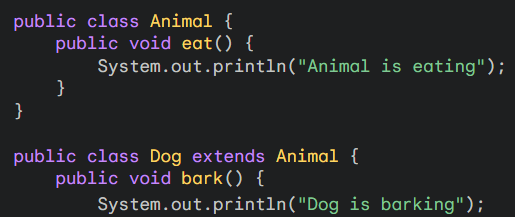 public class Animal {
    public void eat() {
        System.out.println("Animal is eating");
    }
}

public class Dog extends Animal {
    public void bark() {
        System.out.println("Dog is barking");